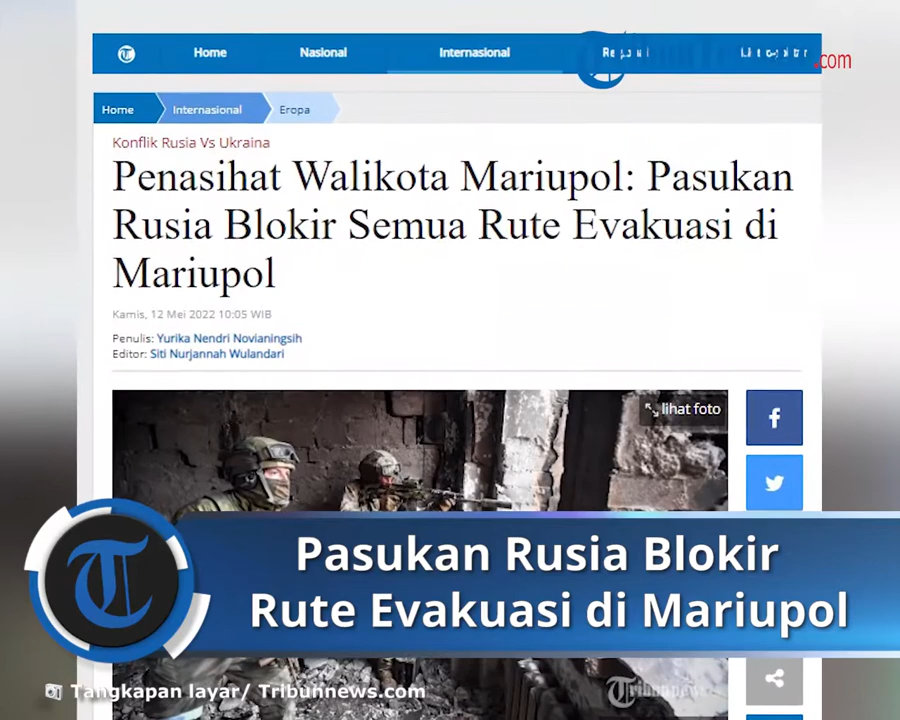 Home Nasional Internasional Regional
.com
Home Internasional Eropa
Konflik Rusia Vs Ukraina
Penasihat Walikota Mariupol: Pasukan
Rusia Blokir Semua Rute Evakuasi di
Mariupol
Kamis, 12 Mei 2022 10:05 WIB
Penulis: Yurika Nendri Novianingsih
Editor: Siti Nurjannah Wulandari
lihat foto
Pasukan Rusia Blokir
Rute Evakuasi di Mariupol
Tangkapan layar/ Tribunnews.com
Tribunnews